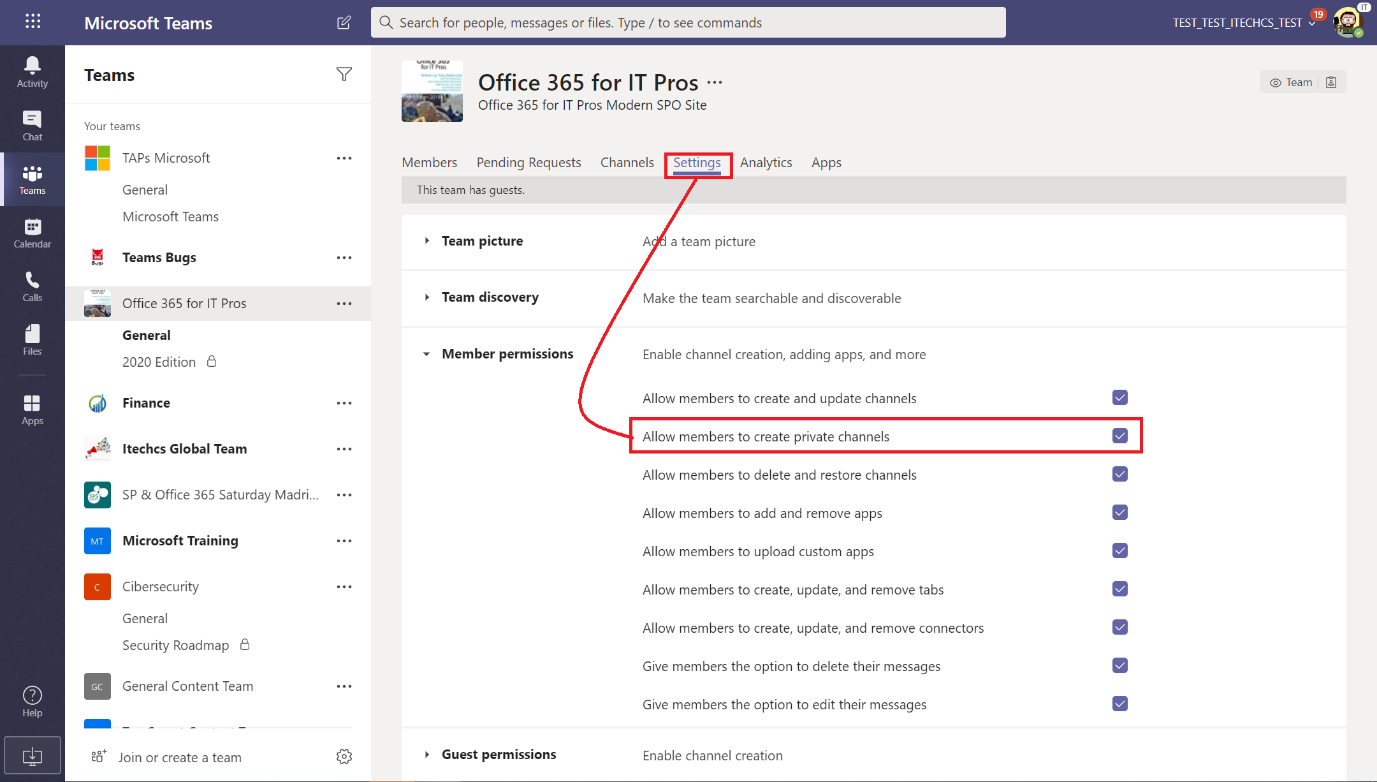 Microsoft Teams
Search for people, messages or files. Type / to see commands
TEST_TEST_ITECHCS_TEST
19
IT
Activity
Chat
Teams
Calendar
Calls
Files
Apps
Help
Teams
Your teams
TAPs Microsoft
General
Microsoft Teams
Teams Bugs
Office 365 for IT Pros
General
2020 Edition
Finance
Itechcs Global Team
SP & Office 365 Saturday Madri...
MT
Microsoft Training
C
Cibersecurity
General
Security Roadmap
GC
General Content Team
Join or create a team
for IT Pros
Office 365 for IT Pros
Office 365 for IT Pros Modern SPO Site
Team
Members
Pending Requests
Channels
Settings
Analytics
Apps
This team has guests.
Team picture
Add a team picture
Team discovery
Make the team searchable and discoverable
Member permissions
Enable channel creation, adding apps, and more
Allow members to create and update channels
Allow members to create private channels
Allow members to delete and restore channels
Allow members to add and remove apps
Allow members to upload custom apps
Allow members to create, update, and remove tabs
Allow members to create, update, and remove connectors
Give members the option to delete their messages
Give members the option to edit their messages
Guest permissions
Enable channel creation